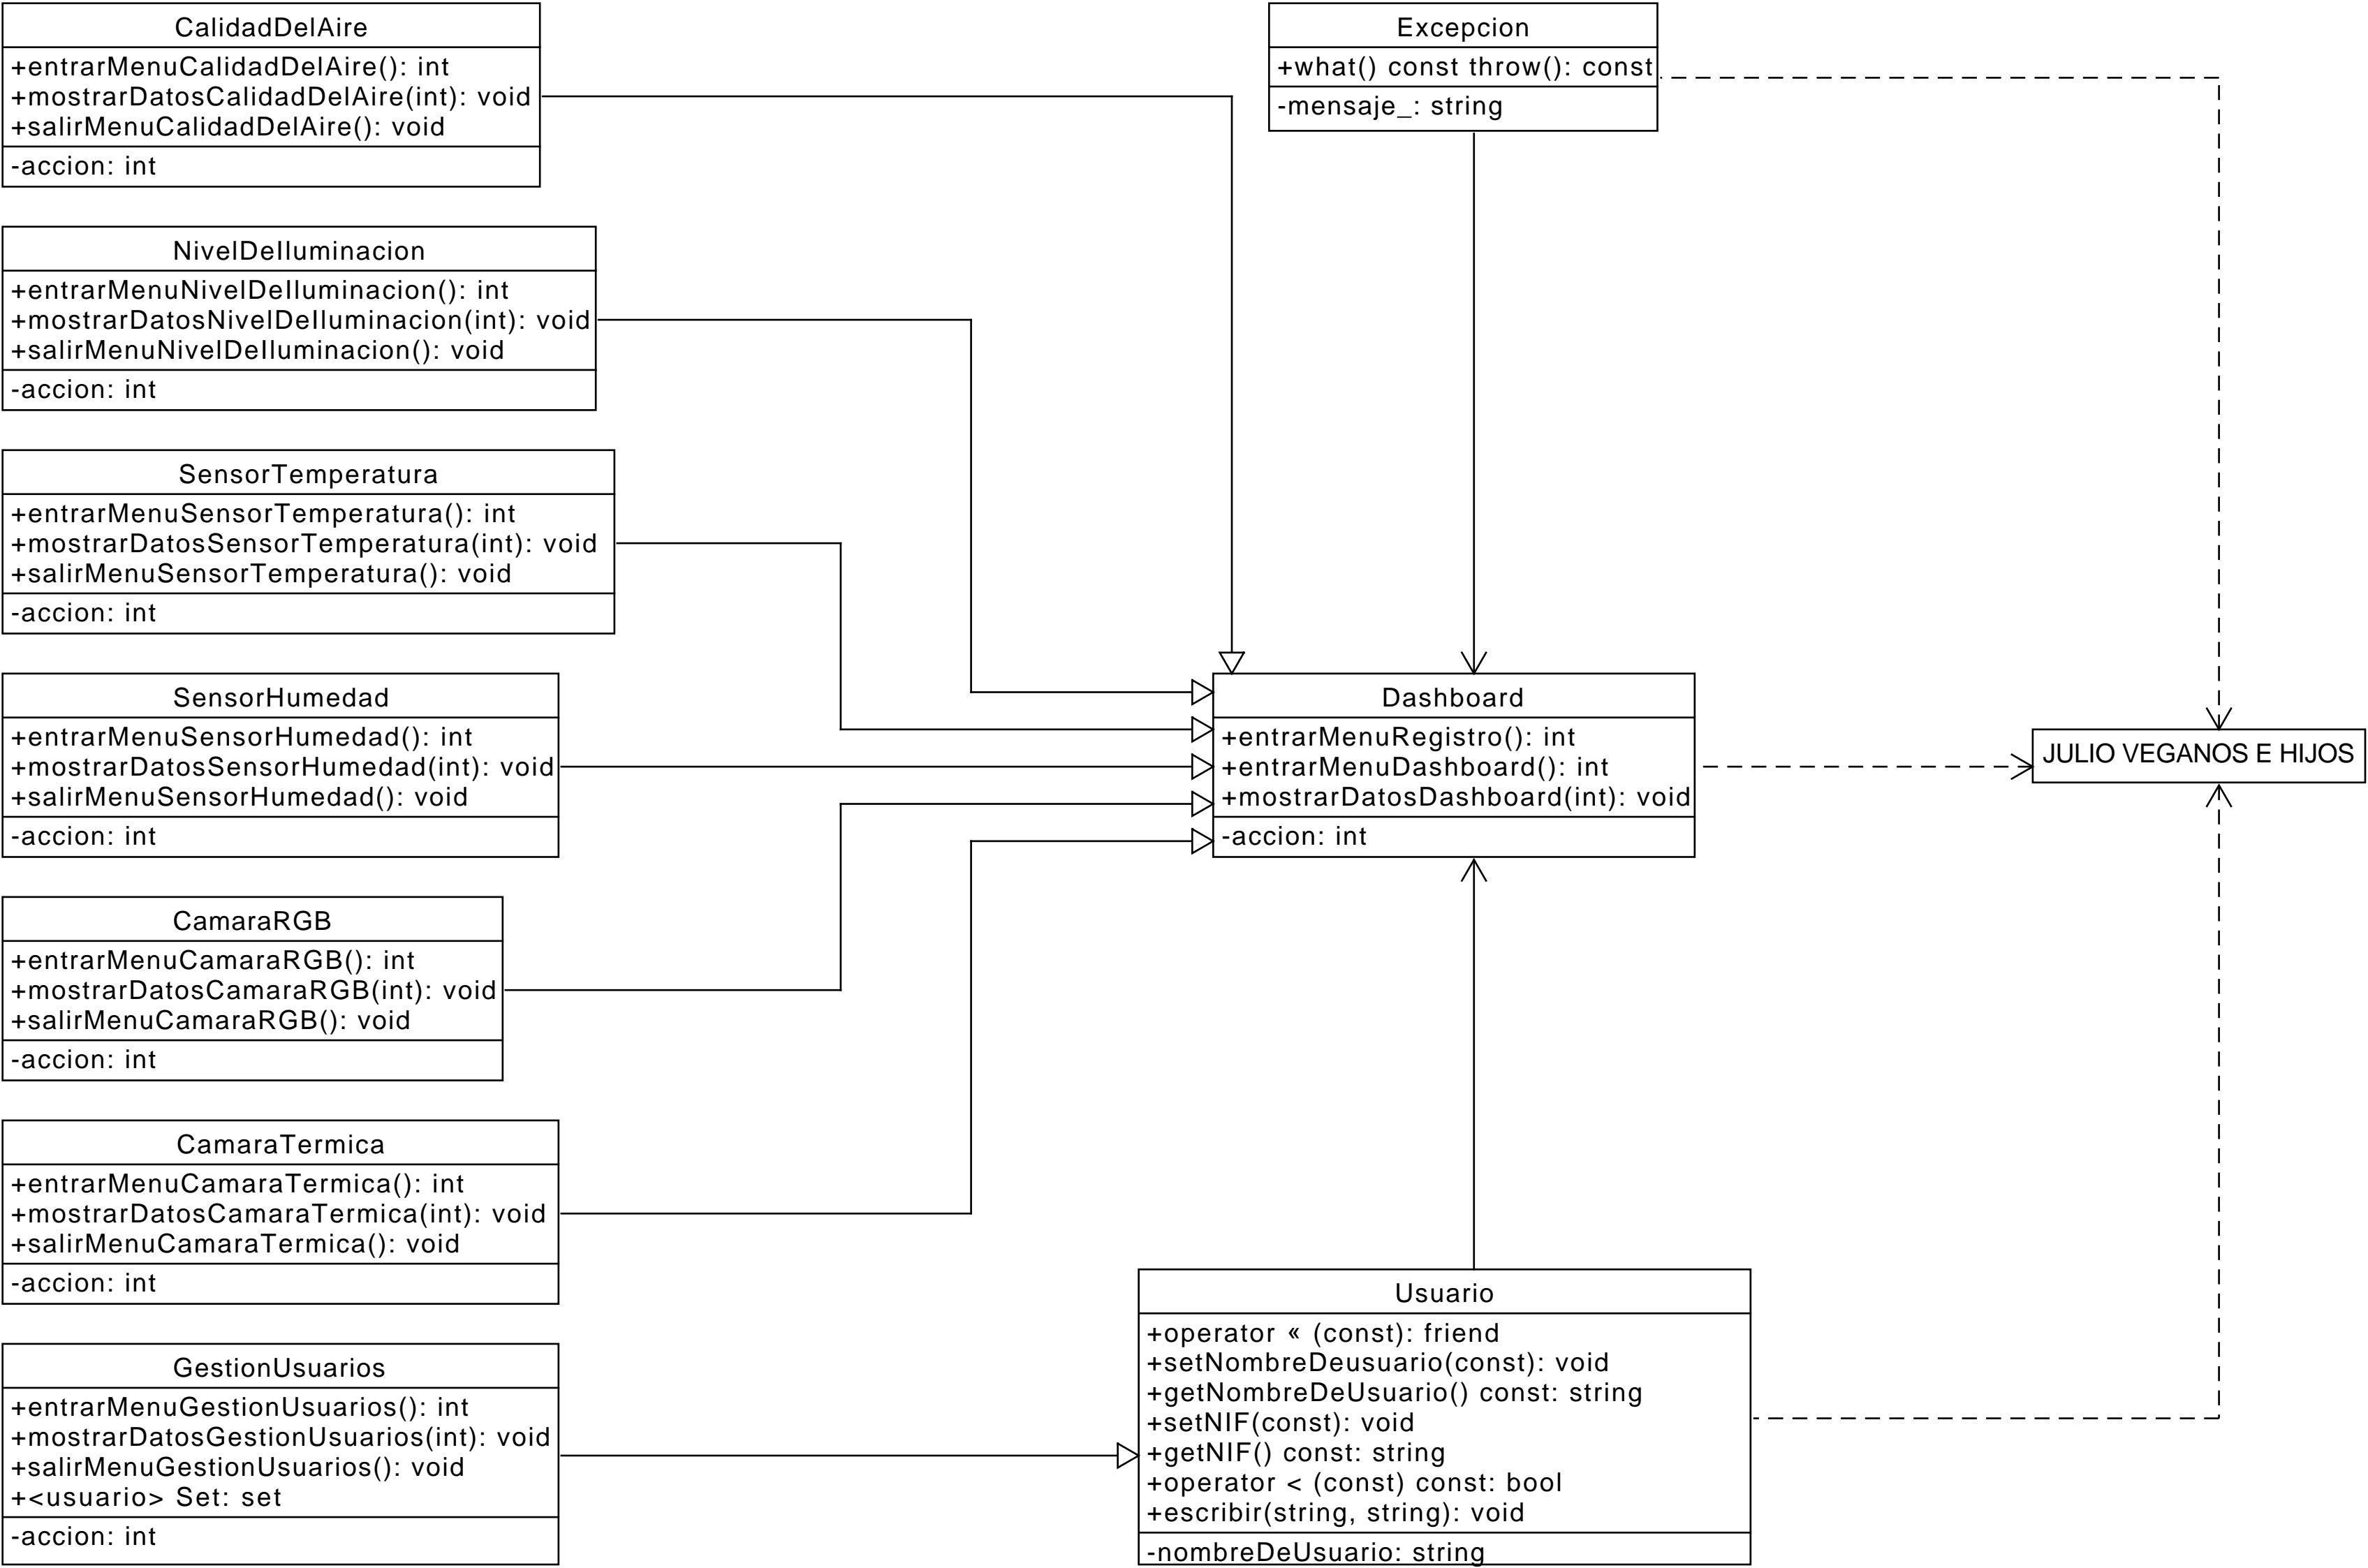 CalidadDelAire
+entrarMenuCalidadDelAire(): int
+mostrarDatosCalidadDelAire(int): void
+salirMenuCalidadDelAire(): void
-accion: int
Excepcion
+what() const throw(): const
-mensaje_: string
NivelDeIluminacion
+entrarMenuNivelDeIluminacion(): int
+mostrarDatosNivelDeIluminacion(int): void
+salirMenuNivelDeIluminacion(): void
-accion: int
SensorTemperatura
+entrarMenuSensorTemperatura(): int
+mostrarDatosSensorTemperatura(int): void
+salirMenuSensorTemperatura(): void
-accion: int
SensorHumedad
+entrarMenuSensorHumedad(): int
+mostrarDatosSensorHumedad(int): void
+salirMenuSensorHumedad(): void
-accion: int
Dashboard
+entrarMenuRegistro(): int
+entrarMenuDashboard(): int
+mostrarDatosDashboard(int): void
-accion: int
JULIO VEGANOS E HIJOS
CamaraRGB
+entrarMenuCamaraRGB(): int
+mostrarDatosCamaraRGB(int): void
+salirMenuCamaraRGB(): void
-accion: int
CamaraTermica
+entrarMenuCamaraTermica(): int
+mostrarDatosCamaraTermica(int): void
+salirMenuCamaraTermica(): void
-accion: int
GestionUsuarios
+entrarMenuGestionUsuarios(): int
+mostrarDatosGestionUsuarios(int): void
+salirMenuGestionUsuarios(): void
+<usuario> Set: set
-accion: int
Usuario
+operator « (const): friend
+setNombreDeusuario(const): void
+getNombreDeUsuario() const: string
+setNIF(const): void
+getNIF() const: string
+operator < (const) const: bool
+escribir(string, string): void
-nombreDeUsuario: string